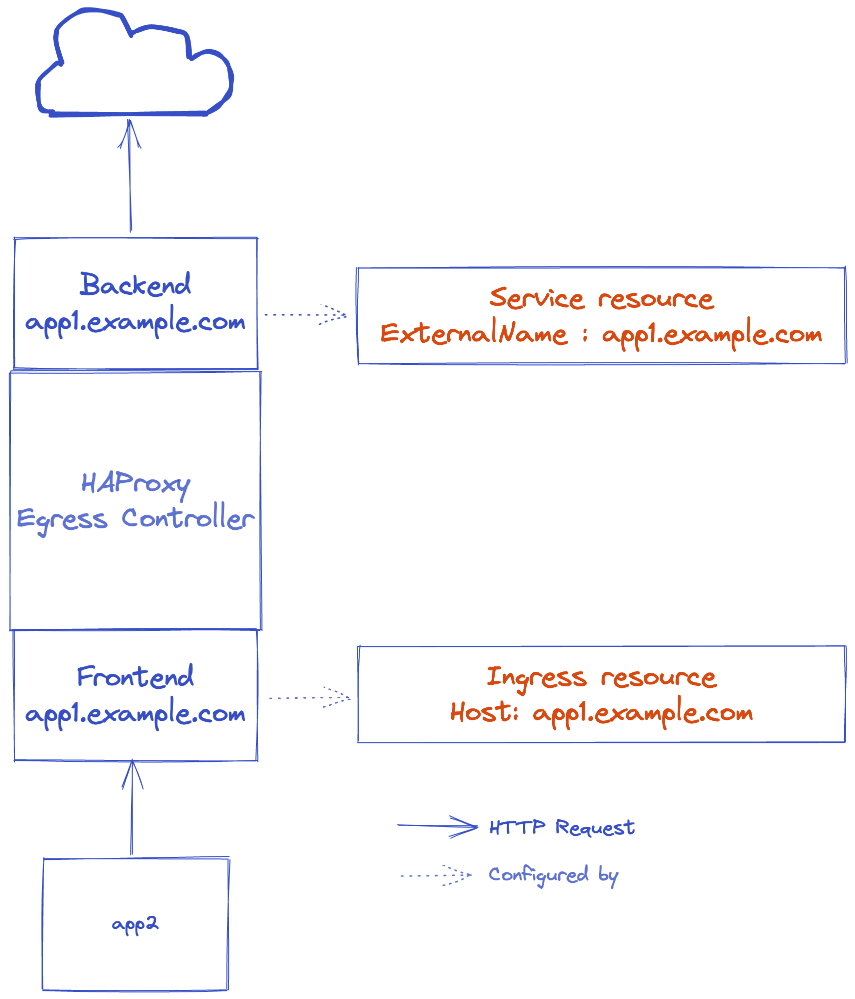 Backend
app1.example.com
Service resource
ExternalName : app1.example.com
HAProxy
Egress Controller
Frontend
app1.example.com
Ingress resource
Host: app1.example.com
HTTP Request
Configured by
app2